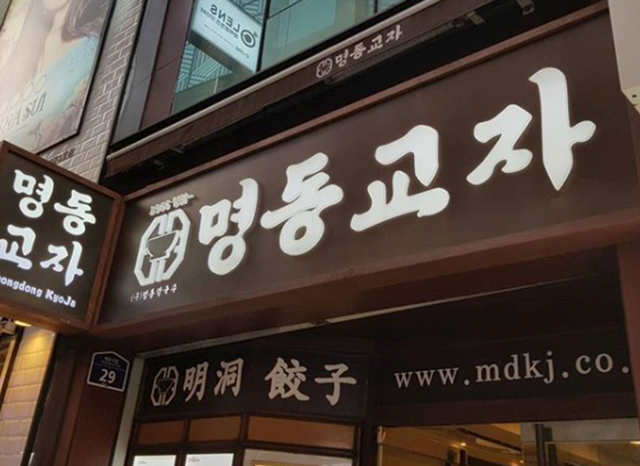 LENS
명동교자
명동교자
(구)명동칼국수
명동
교자
Myeongdong KyoJa
29
明洞 餃子
www.mdkj.co.